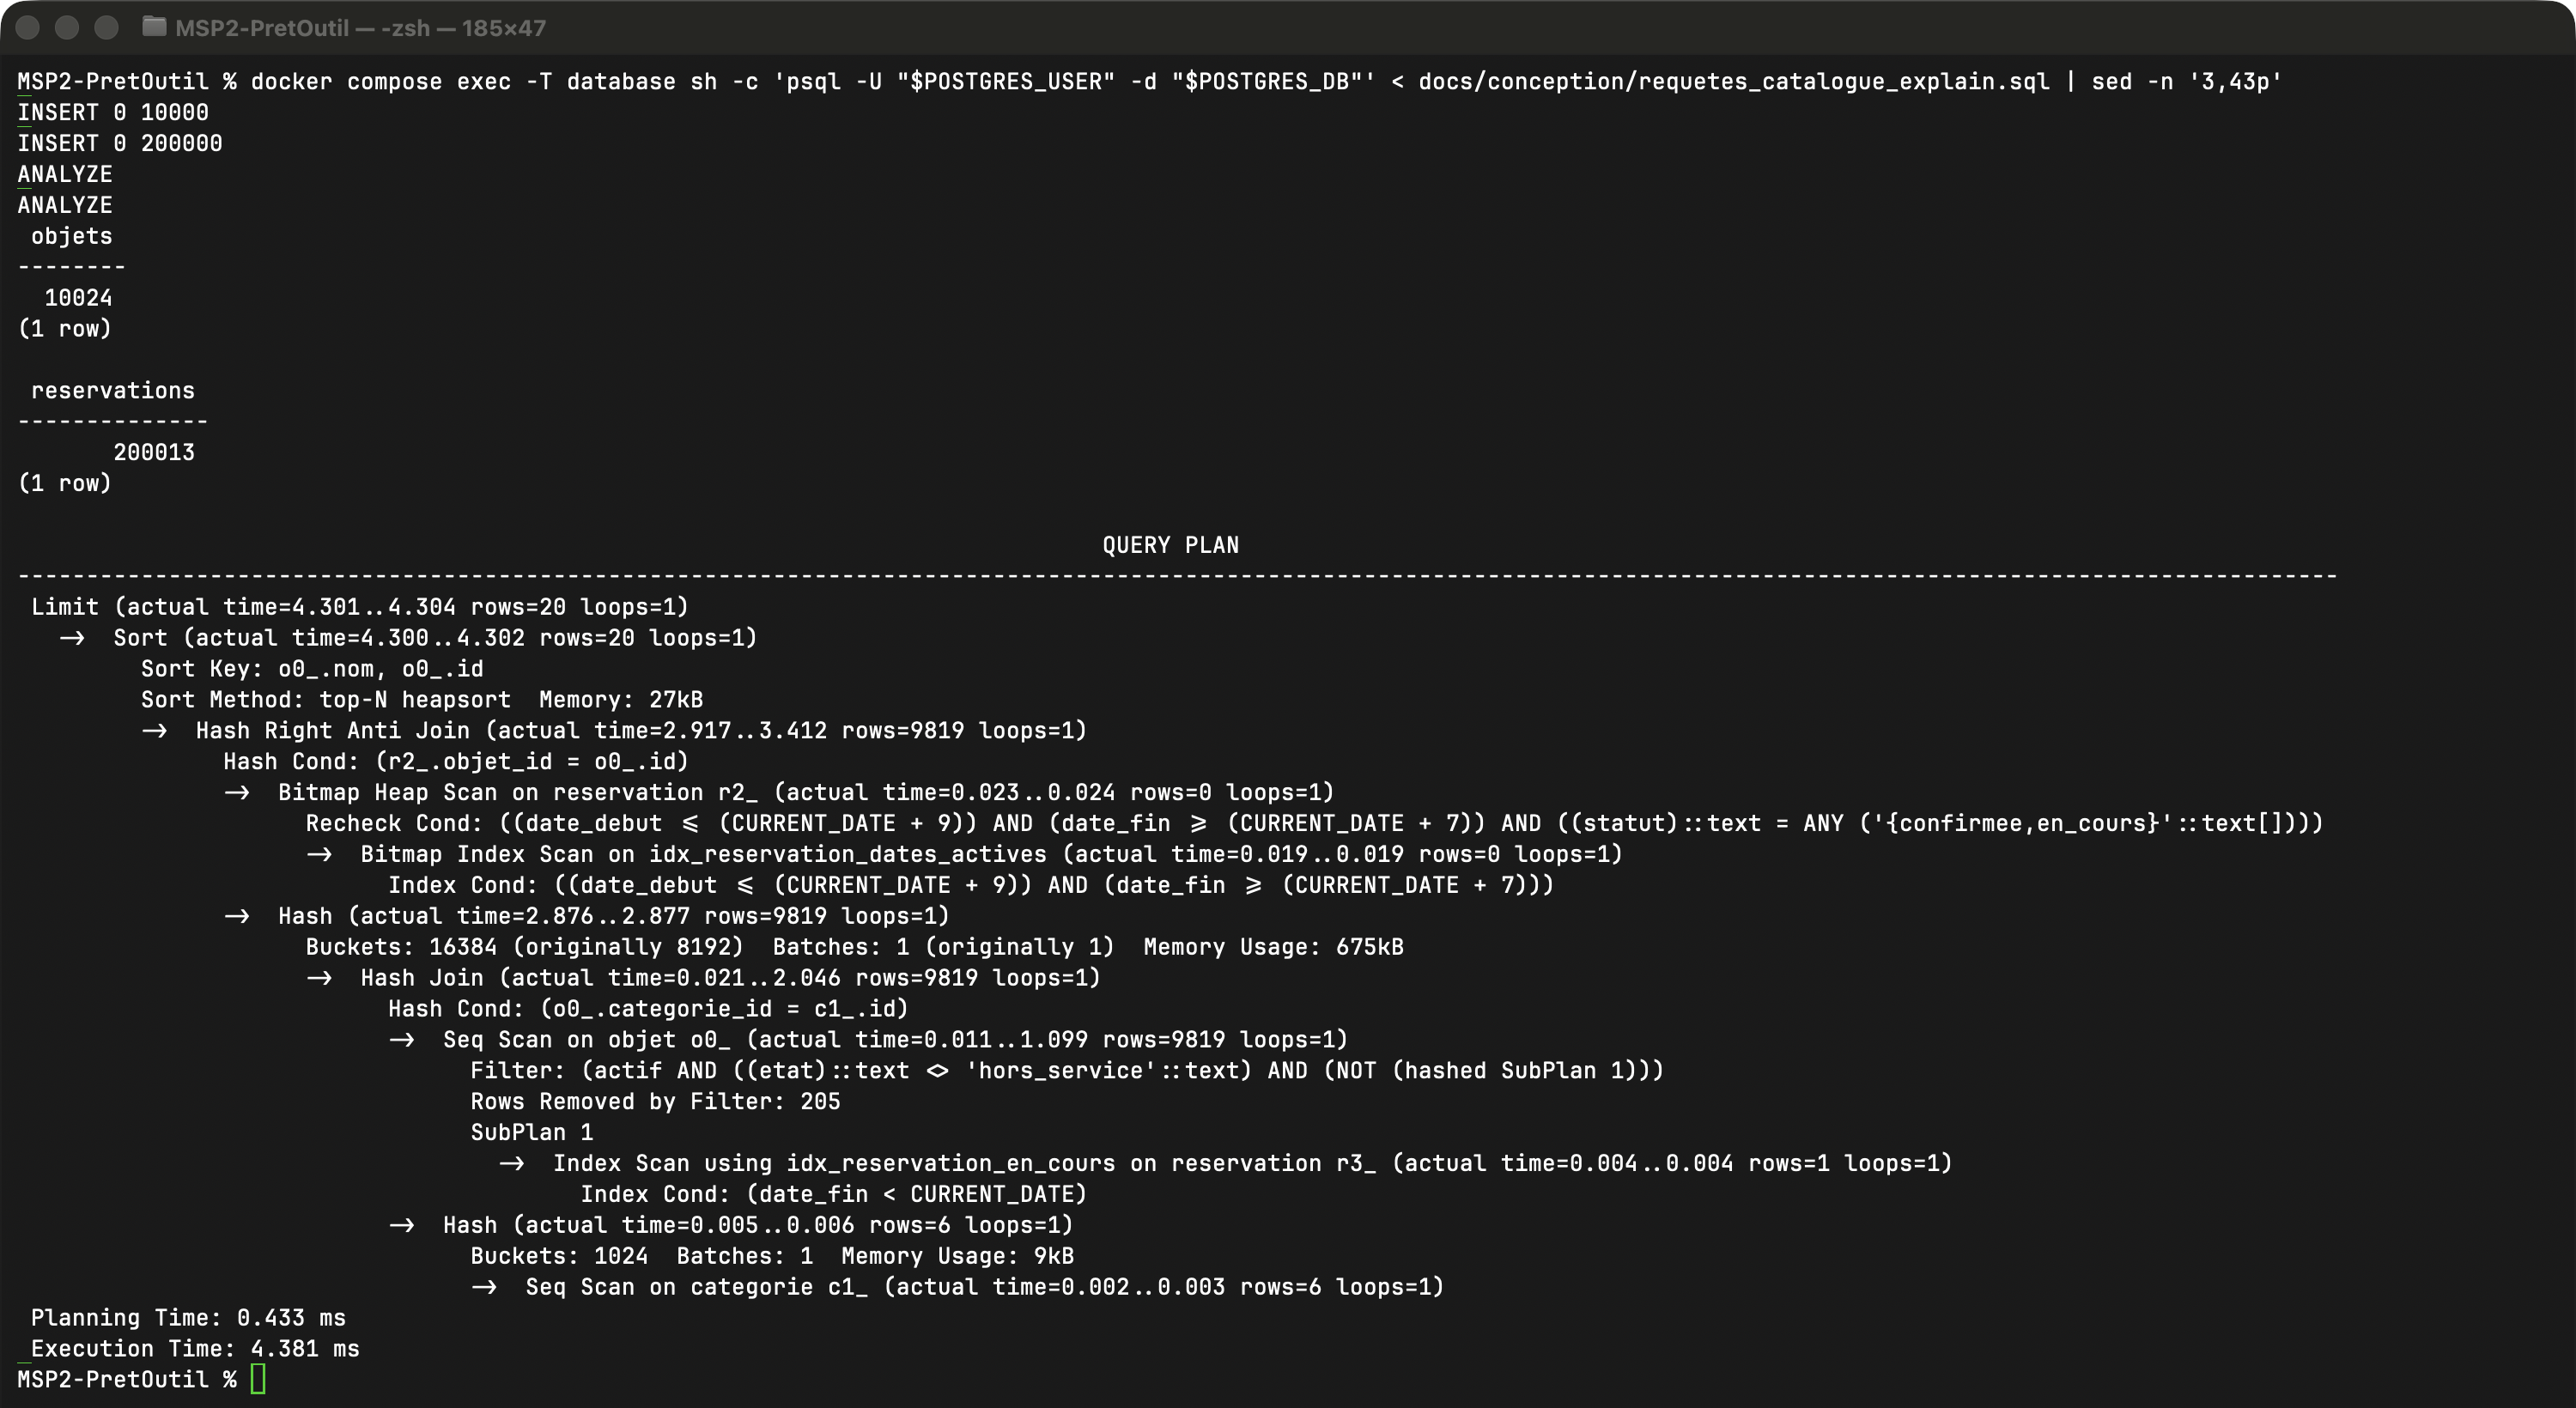 MSP2-PretOutil — -zsh — 185×47
MSP2-PretOutil % docker compose exec -T database sh -c 'psql -U "$POSTGRES_USER" -d "$POSTGRES_DB"' < docs/conception/requetes_catalogue_explain.sql | sed -n '3,43p'
INSERT 0 10000
INSERT 0 200000
ANALYZE
ANALYZE
 objets
--------
  10024
(1 row)

 reservations
--------------
       200013
(1 row)

                                                                               QUERY PLAN
-------------------------------------------------------------------------------------------------------------------------------------------------------------------------
 Limit (actual time=4.301..4.304 rows=20 loops=1)
   ->  Sort (actual time=4.300..4.302 rows=20 loops=1)
         Sort Key: o0_.nom, o0_.id
         Sort Method: top-N heapsort  Memory: 27kB
         ->  Hash Right Anti Join (actual time=2.917..3.412 rows=9819 loops=1)
               Hash Cond: (r2_.objet_id = o0_.id)
               ->  Bitmap Heap Scan on reservation r2_ (actual time=0.023..0.024 rows=0 loops=1)
                     Recheck Cond: ((date_debut <= (CURRENT_DATE + 9)) AND (date_fin >= (CURRENT_DATE + 7)) AND ((statut)::text = ANY ('{confirmee,en_cours}'::text[])))
                     ->  Bitmap Index Scan on idx_reservation_dates_actives (actual time=0.019..0.019 rows=0 loops=1)
                           Index Cond: ((date_debut <= (CURRENT_DATE + 9)) AND (date_fin >= (CURRENT_DATE + 7)))
               ->  Hash (actual time=2.876..2.877 rows=9819 loops=1)
                     Buckets: 16384 (originally 8192)  Batches: 1 (originally 1)  Memory Usage: 675kB
                     ->  Hash Join (actual time=0.021..2.046 rows=9819 loops=1)
                           Hash Cond: (o0_.categorie_id = c1_.id)
                           ->  Seq Scan on objet o0_ (actual time=0.011..1.099 rows=9819 loops=1)
                                 Filter: (actif AND ((etat)::text <> 'hors_service'::text) AND (NOT (hashed SubPlan 1)))
                                 Rows Removed by Filter: 205
                                 SubPlan 1
                                   ->  Index Scan using idx_reservation_en_cours on reservation r3_ (actual time=0.004..0.004 rows=1 loops=1)
                                         Index Cond: (date_fin < CURRENT_DATE)
                           ->  Hash (actual time=0.005..0.006 rows=6 loops=1)
                                 Buckets: 1024  Batches: 1  Memory Usage: 9kB
                                 ->  Seq Scan on categorie c1_ (actual time=0.002..0.003 rows=6 loops=1)
 Planning Time: 0.433 ms
 Execution Time: 4.381 ms
MSP2-PretOutil %